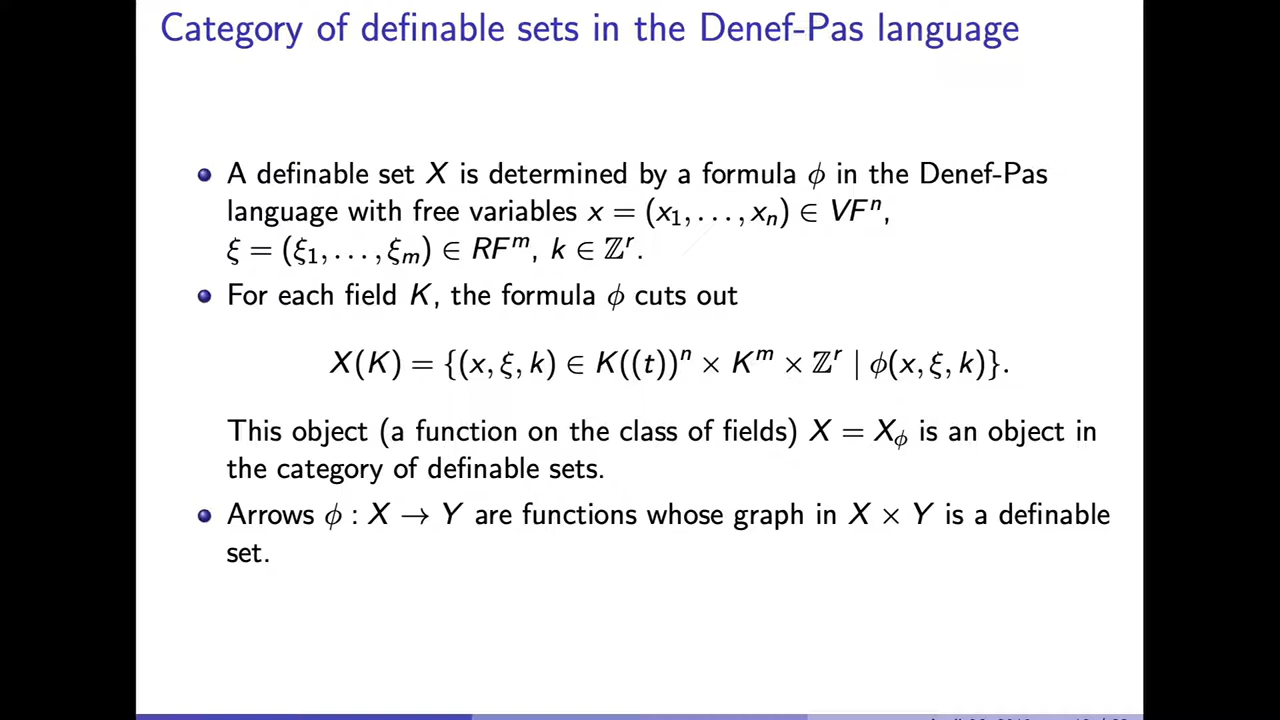 Category of definable sets in the Denef-Pas language
A definable set X is determined by a formula ϕ in the Denef-Pas
language with free variables x = (x₁, . . . , xₙ) ∈ VFⁿ,
ξ = (ξ₁, . . . , ξₘ) ∈ RFᵐ, k ∈ ℤʳ.
For each field K, the formula ϕ cuts out
X(K) = {(x, ξ, k) ∈ K((t))ⁿ × Kᵐ × ℤʳ | ϕ(x, ξ, k)}.
This object (a function on the class of fields) X = X_ϕ is an object in
the category of definable sets.
Arrows ϕ : X → Y are functions whose graph in X × Y is a definable
set.